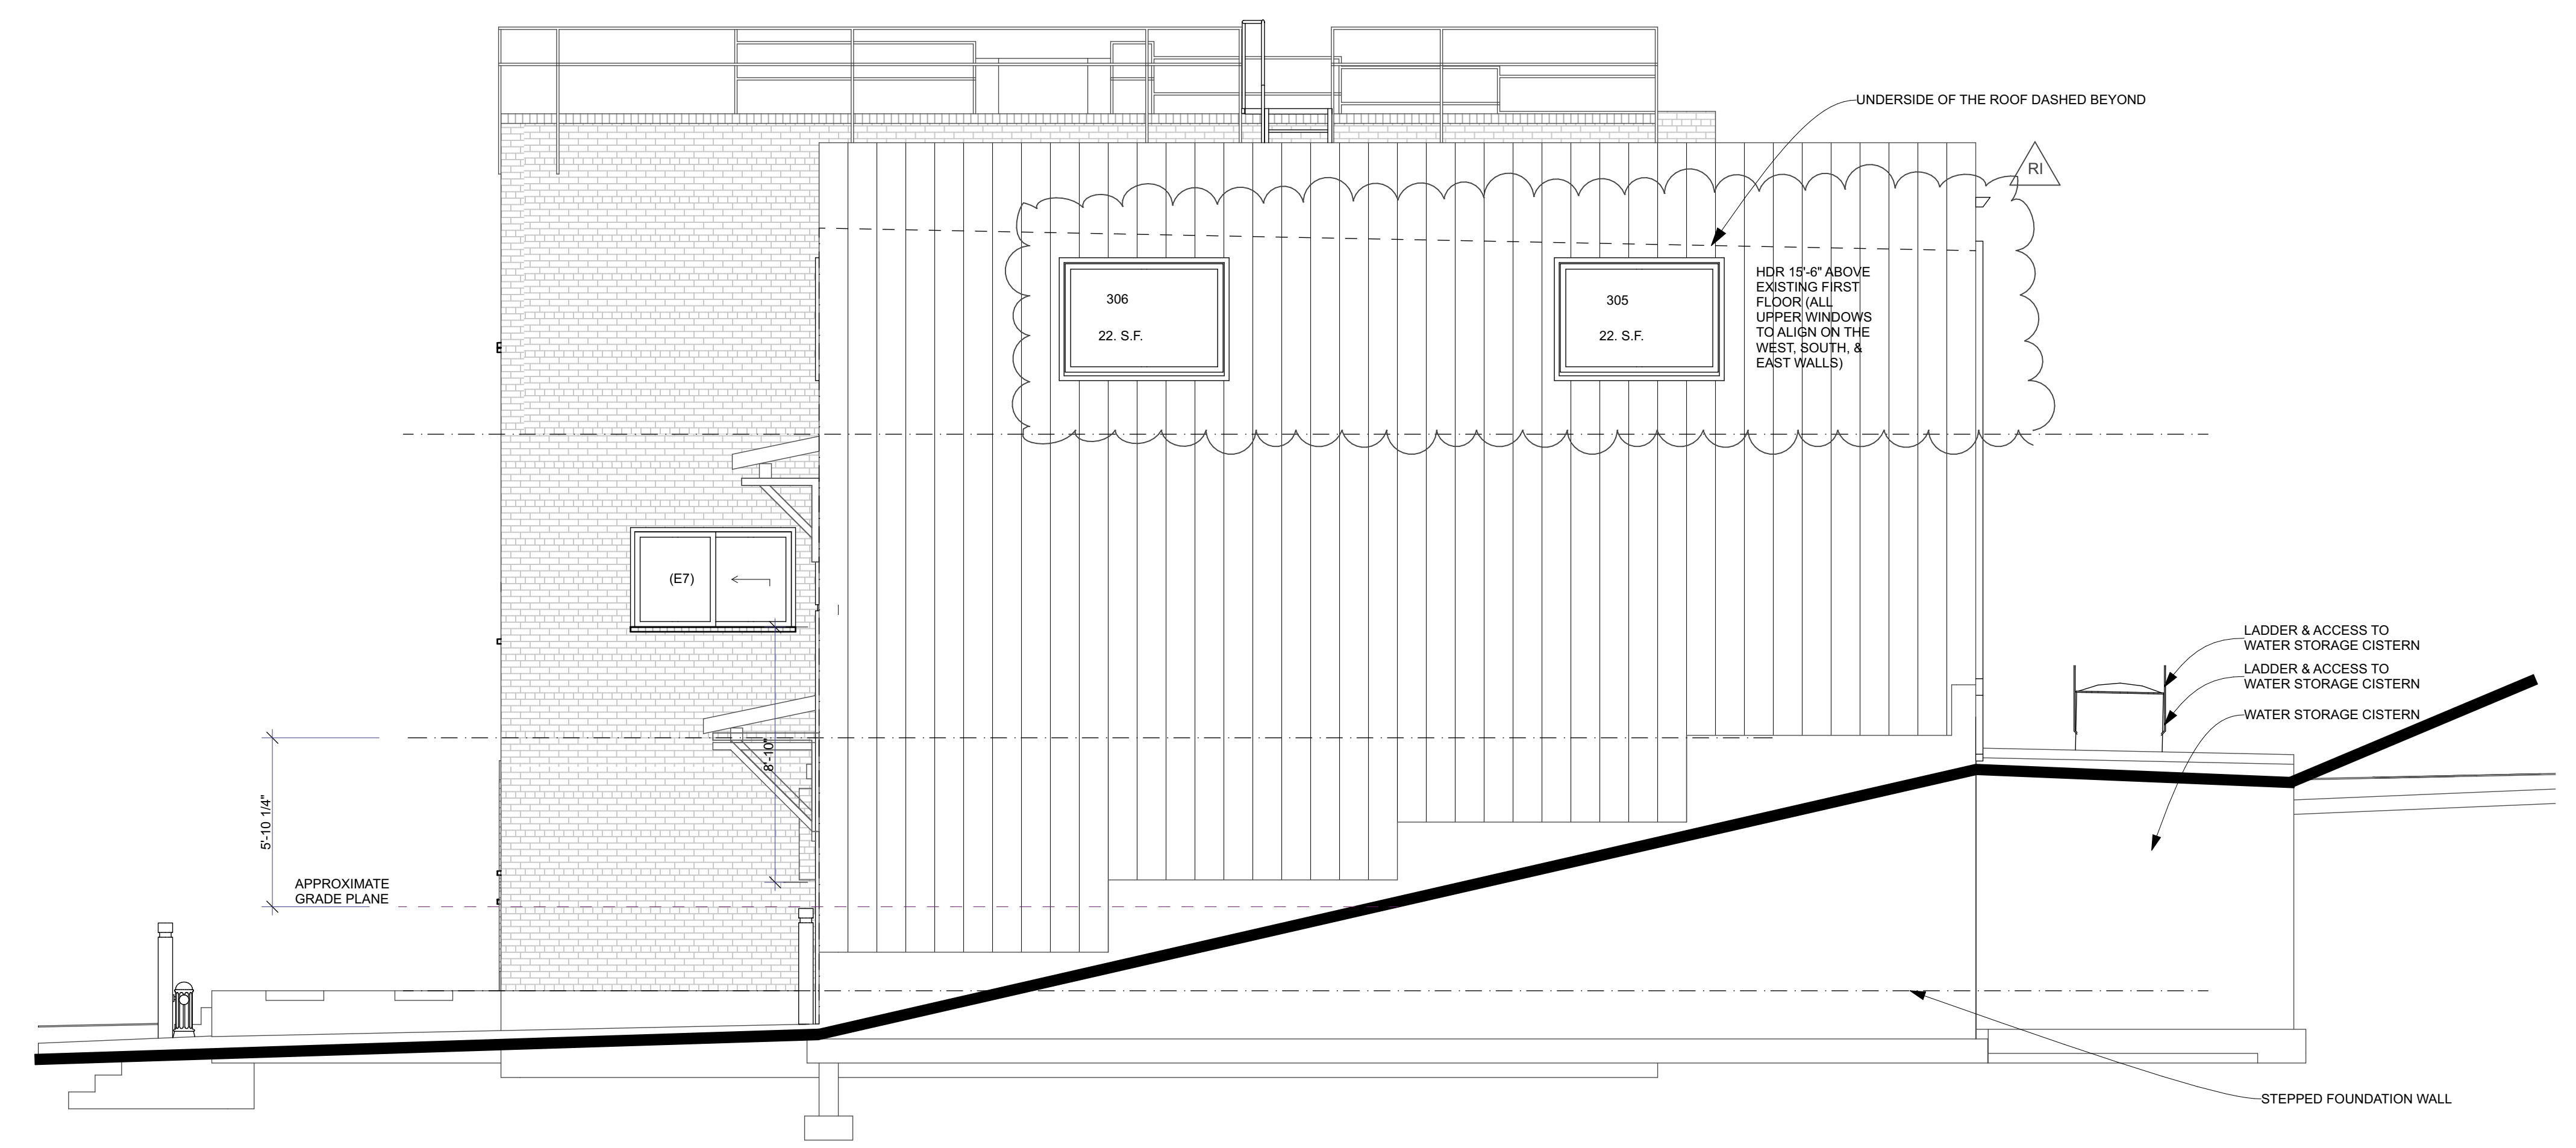 UNDERSIDE OF THE ROOF DASHED BEYOND
RI
HDR 15'-6" ABOVE
EXISTING FIRST
FLOOR (ALL
UPPER WINDOWS
TO ALIGN ON THE
WEST, SOUTH, &
EAST WALLS)
306
22. S.F.
305
22. S.F.
(E7)
LADDER & ACCESS TO
WATER STORAGE CISTERN
LADDER & ACCESS TO
WATER STORAGE CISTERN
WATER STORAGE CISTERN
8'-10"
5'-10 1/4"
APPROXIMATE
GRADE PLANE
STEPPED FOUNDATION WALL